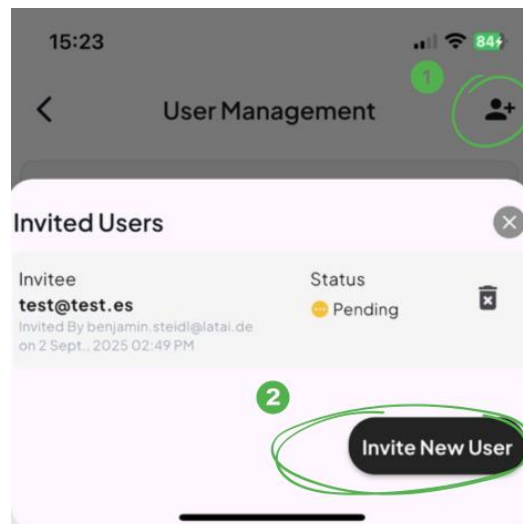 15:23
84
1
User Management
Invited Users
Invitee
Status
test@test.es
Pending
Invited By benjamin.steidl@latai.de
on 2 Sept., 2025 02:49 PM
2
Invite New User